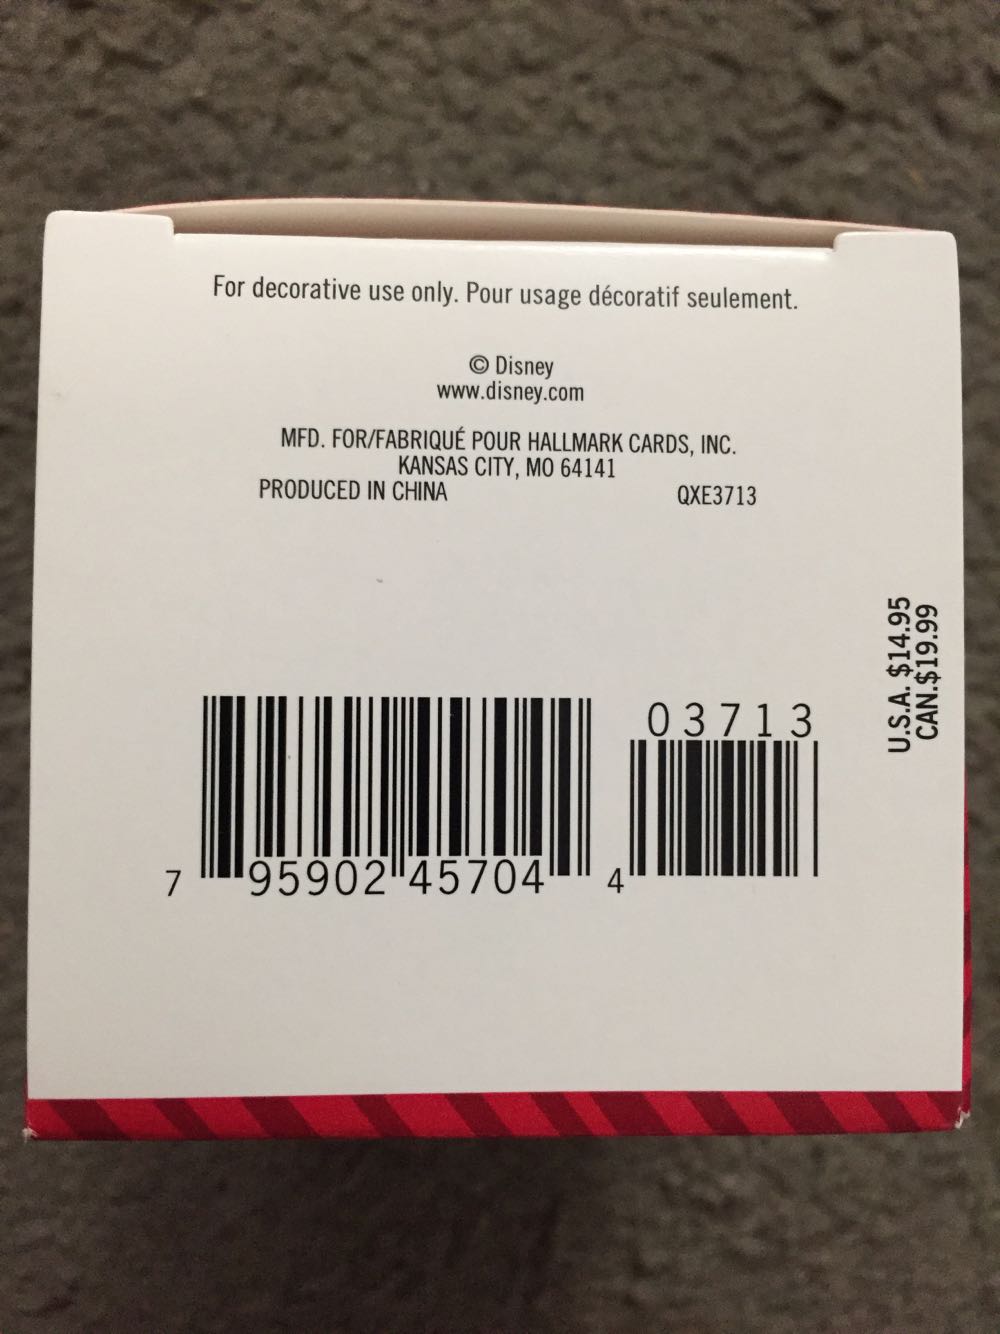 For decorative use only. Pour usage décoratif seulement.
© Disney
www.disney.com
MFD. FOR/FABRIQUÉ POUR HALLMARK CARDS, INC.
KANSAS CITY, MO 64141
PRODUCED IN CHINA QXE3713
U.S.A. $14.95
CAN.$19.99
03713
7 95902 45704 4